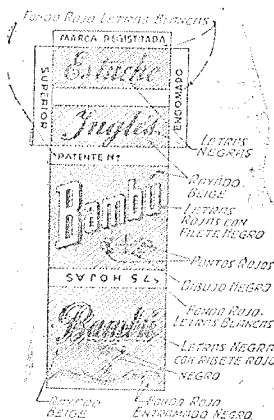 FONDO ROJO LETRAS BLANCAS
MARCA REGISTRADA
Estuche
SUPERIOR
ENGOMADO
Inglés
LETRAS
NEGRAS
PATENTE Nº
RAYADO
BEIGE
Bambú
LETRAS
ROJAS CON
FILETE NEGRO
PUNTOS ROJOS
DIBUJO NEGRO
75 HOJAS
FONDO ROJO
LETRAS BLANCAS
Bambú
LETRAS NEGRAS
CON RIBETE ROJO
NEGRO
RAYADO
BEIGE
FONDO ROJO
ENTRAMADO NEGRO